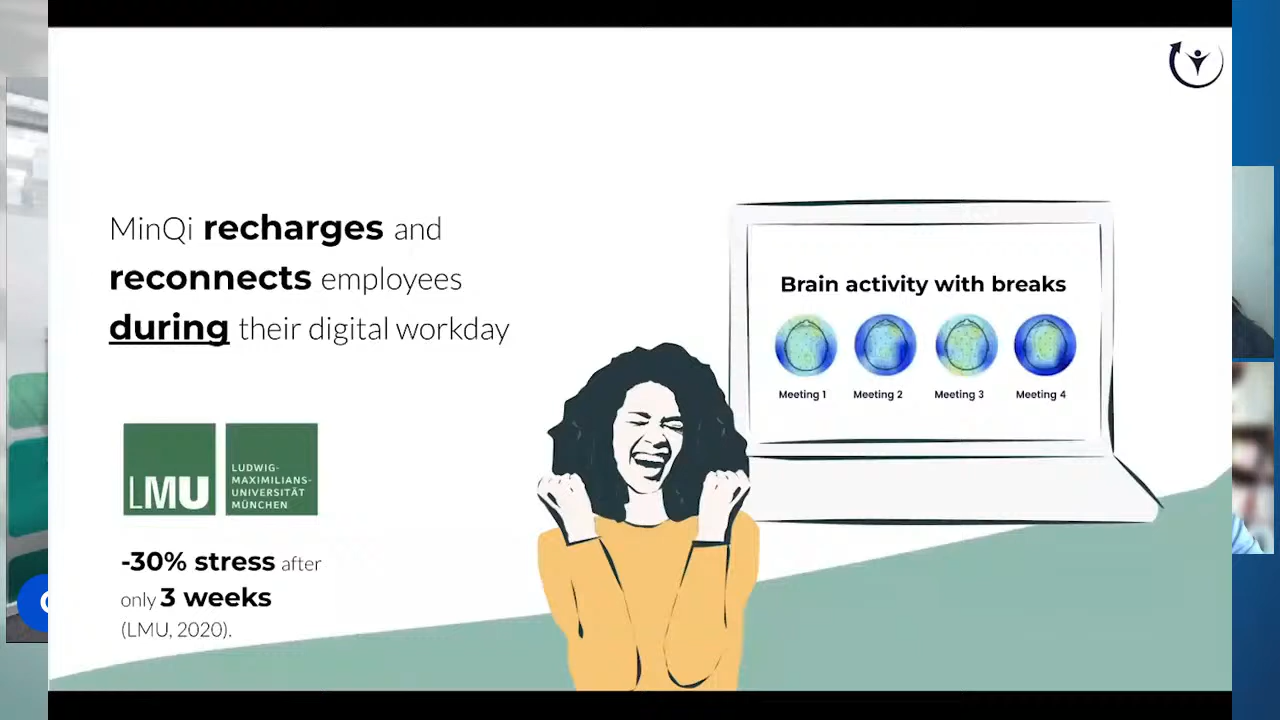 MinQi recharges and
reconnects employees
during their digital workday
LMU
LUDWIG-
MAXIMILIANS-
UNIVERSITÄT
MÜNCHEN
-30% stress after
only 3 weeks
(LMU, 2020).
Brain activity with breaks
Meeting 1 Meeting 2 Meeting 3 Meeting 4